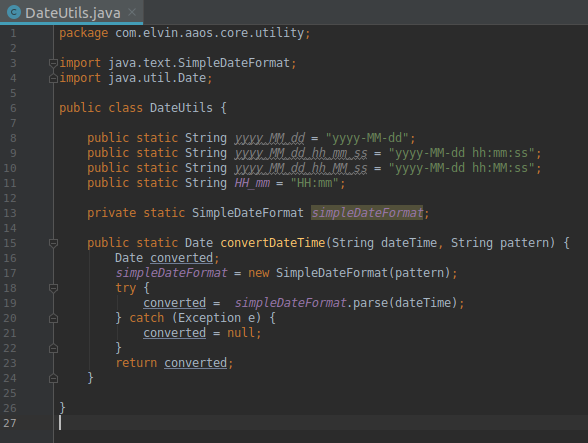 DateUtils.java
1 package com.elvin.aaos.core.utility;
2
3 import java.text.SimpleDateFormat;
4 import java.util.Date;
5
6 public class DateUtils {
7
8 public static String yyyy_MM_dd = "yyyy-MM-dd";
9 public static String yyyy_MM_dd_hh_mm_ss = "yyyy-MM-dd hh:mm:ss";
10 public static String yyyy_MM_dd_hh_MM_ss = "yyyy-MM-dd hh:MM:ss";
11 public static String HH_mm = "HH:mm";
12
13 private static SimpleDateFormat simpleDateFormat;
14
15 public static Date convertDateTime(String dateTime, String pattern) {
16 Date converted;
17 simpleDateFormat = new SimpleDateFormat(pattern);
18 try {
19 converted =  simpleDateFormat.parse(dateTime);
20 } catch (Exception e) {
21 converted = null;
22 }
23 return converted;
24 }
25
26 }
27